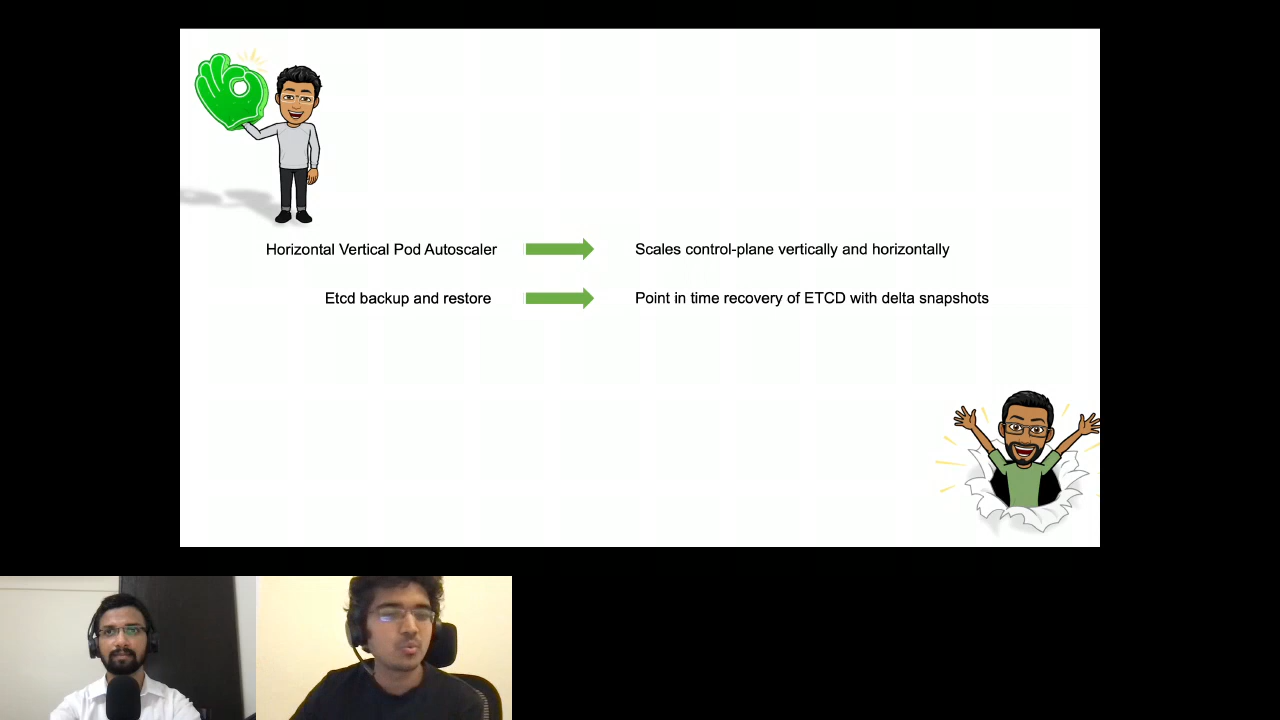 Horizontal Vertical Pod Autoscaler Scales control-plane vertically and horizontally
Etcd backup and restore Point in time recovery of ETCD with delta snapshots